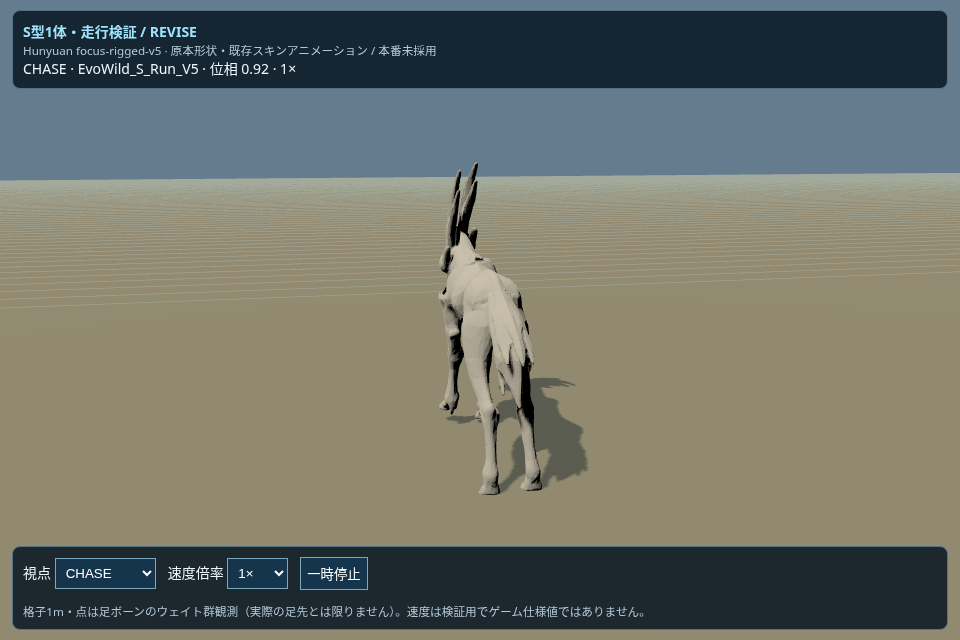 S型1体・走行検証 / REVISE
Hunyuan focus-rigged-v5 · 原本形状・既存スキンアニメーション / 本番未採用
CHASE · EvoWild_S_Run_V5 · 位相 0.92 · 1×
視点 CHASE 速度倍率 1× 一時停止
格子1m・点は足ボーンのウェイト群観測（実際の足先とは限りません）。速度は検証用でゲーム仕様値ではありません。